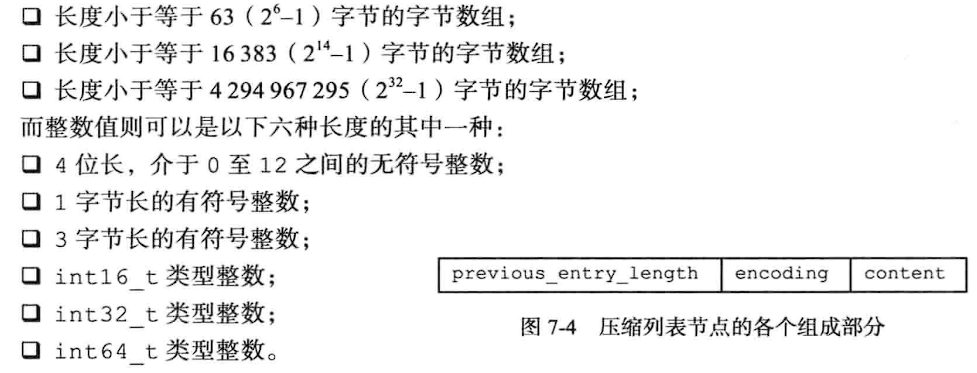 ❏ 长度小于等于 63（2⁶–1）字节的字节数组；
❏ 长度小于等于 16 383（2¹⁴–1）字节的字节数组；
❏ 长度小于等于 4 294 967 295（2³²–1）字节的字节数组；
而整数值则可以是以下六种长度的其中一种：
❏ 4 位长，介于 0 至 12 之间的无符号整数；
❏ 1 字节长的有符号整数；
❏ 3 字节长的有符号整数；
❏ int16_t 类型整数；
❏ int32_t 类型整数；
❏ int64_t 类型整数。
previous_entry_length encoding content
图 7-4 压缩列表节点的各个组成部分